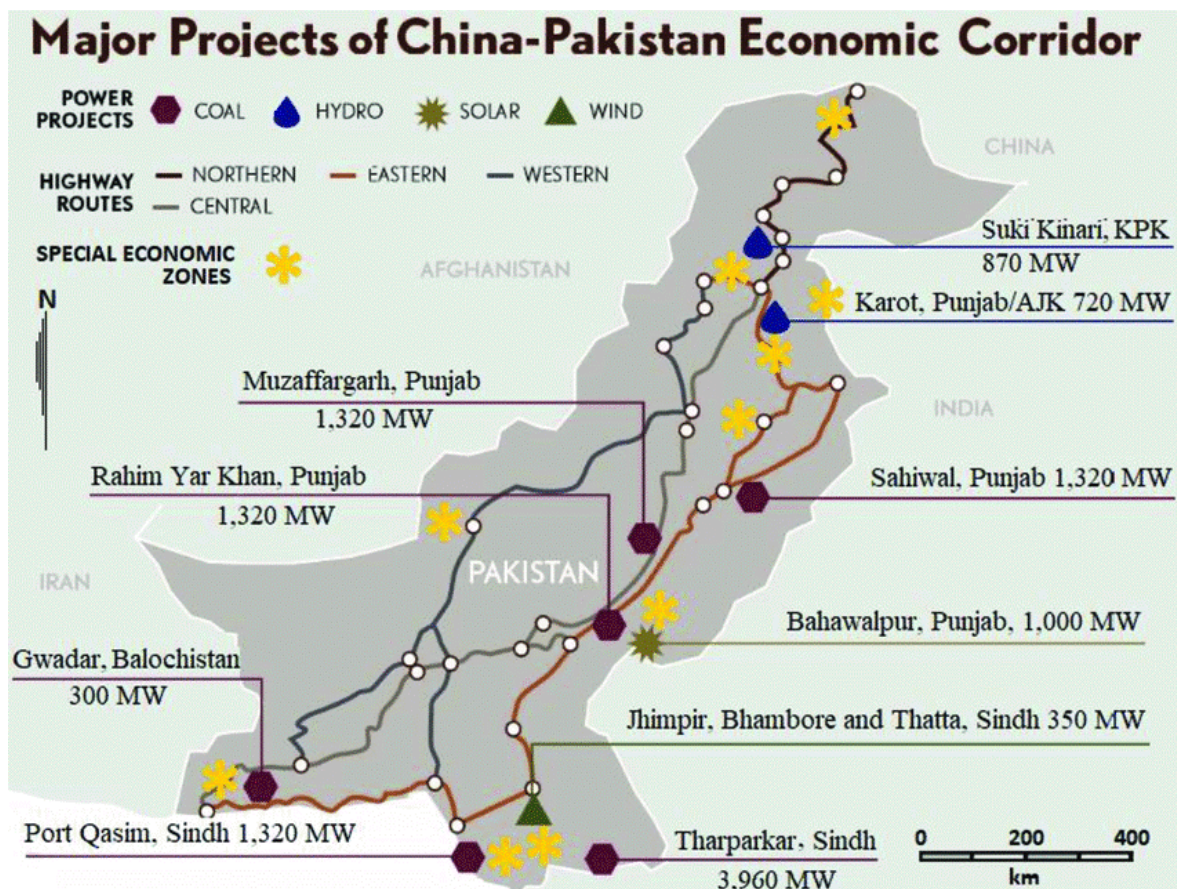 Major Projects of China-Pakistan Economic Corridor
POWER
PROJECTS
COAL
HYDRO
SOLAR
WIND
HIGHWAY
ROUTES
NORTHERN
EASTERN
WESTERN
CENTRAL
SPECIAL ECONOMIC
ZONES
N
CHINA
AFGHANISTAN
Suki Kinari, KPK
870 MW
Karot, Punjab/AJK 720 MW
Muzaffargarh, Punjab
1,320 MW
INDIA
Rahim Yar Khan, Punjab
1,320 MW
Sahiwal, Punjab 1,320 MW
IRAN
PAKISTAN
Bahawalpur, Punjab, 1,000 MW
Gwadar, Balochistan
300 MW
Jhimpir, Bhambore and Thatta, Sindh 350 MW
Port Qasim, Sindh 1,320 MW
Tharparkar, Sindh
3,960 MW
0 200 400
km